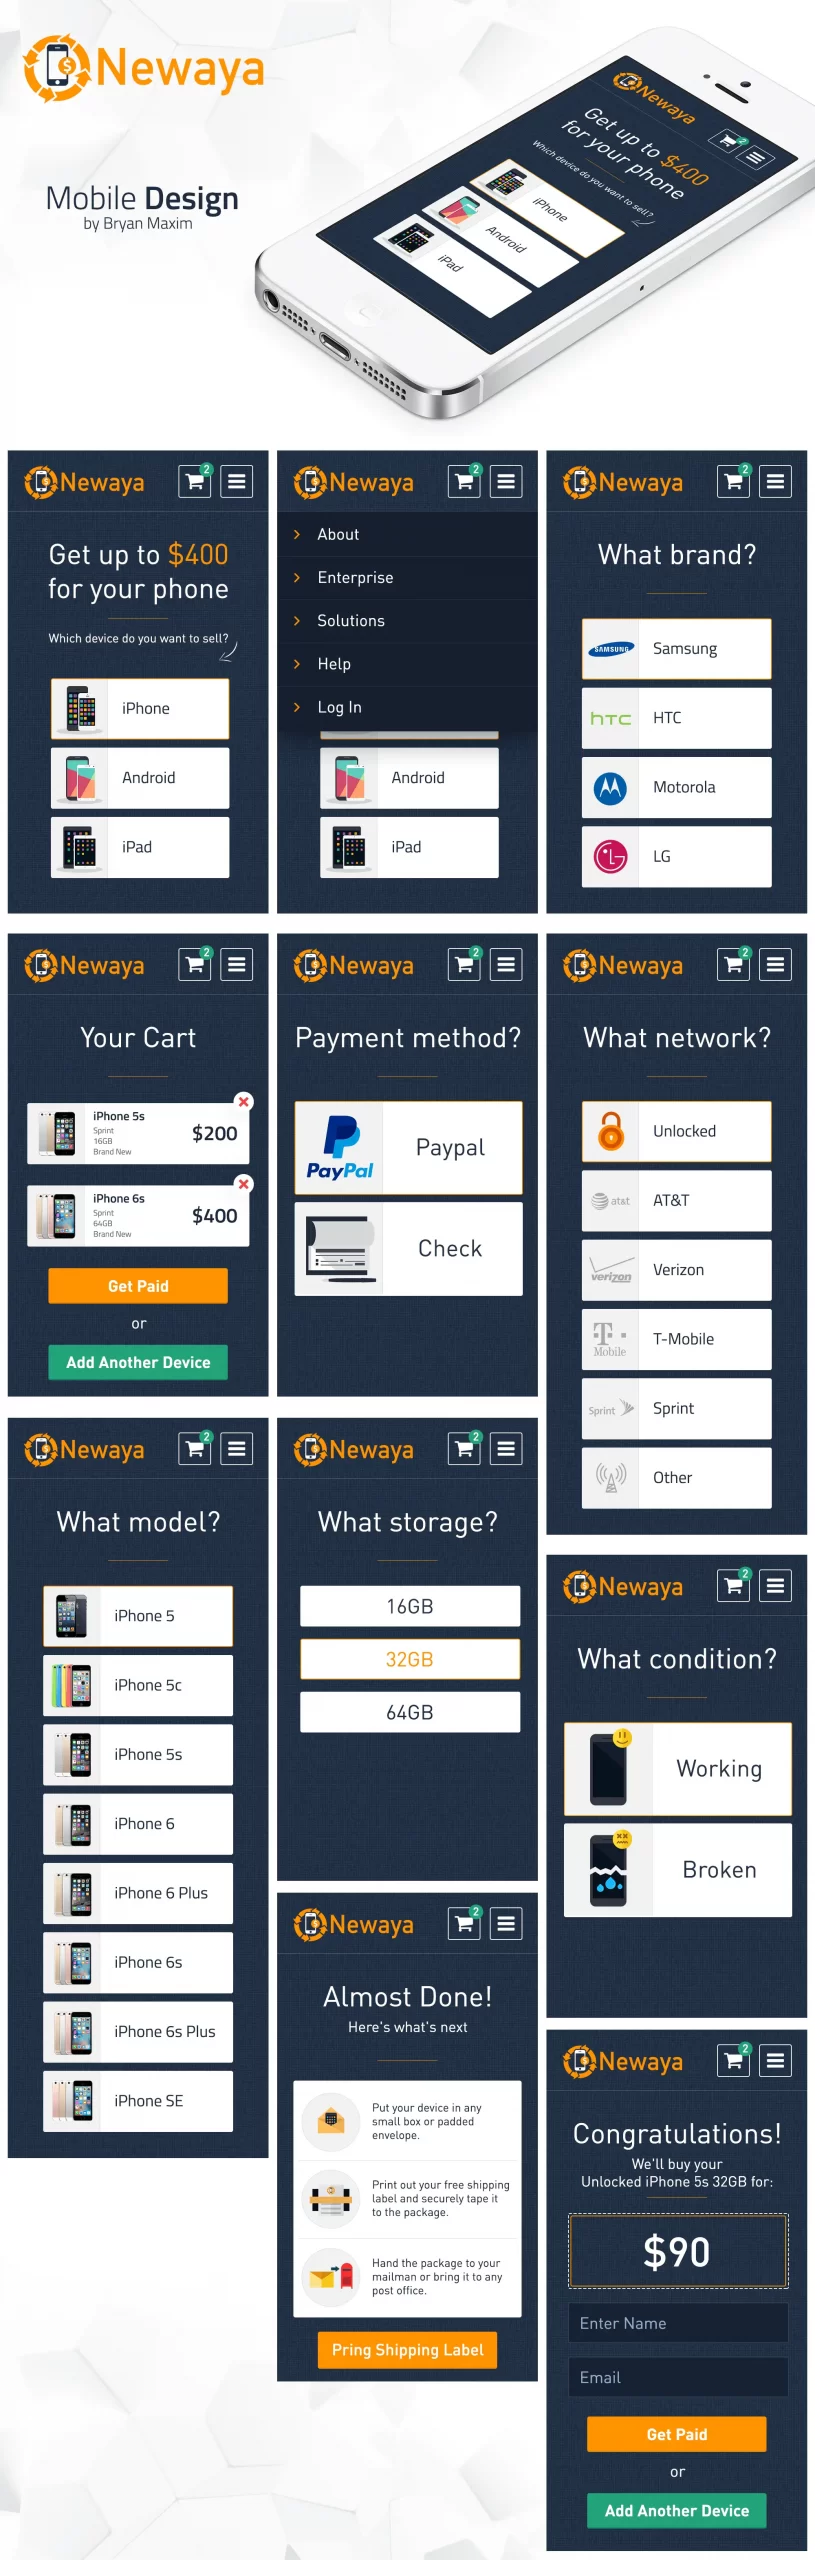 Newaya
Mobile Design
by Bryan Maxim
Newaya
2
Get up to $400
for your phone
Which device do you want to sell?
iPhone
Android
iPad
Newaya
2
Get up to $400
for your phone
Which device do you want to sell?
iPhone
Android
iPad
Newaya
2
About
Enterprise
Solutions
Help
Log In
Android
iPad
Newaya
2
What brand?
SAMSUNG
Samsung
hTC
HTC
Motorola
LG
LG
Newaya
2
Your Cart
iPhone 5s
Sprint
16GB
Brand New
$200
iPhone 6s
Sprint
64GB
Brand New
$400
Get Paid
or
Add Another Device
Newaya
2
Payment method?
PayPal
Paypal
Check
Newaya
2
What network?
Unlocked
at&t
AT&T
verizon
Verizon
T-Mobile
T-Mobile
Sprint
Sprint
Other
Newaya
2
What model?
iPhone 5
iPhone 5c
iPhone 5s
iPhone 6
iPhone 6 Plus
iPhone 6s
iPhone 6s Plus
iPhone SE
Newaya
2
What storage?
16GB
32GB
64GB
Newaya
2
What condition?
Working
Broken
Newaya
2
Almost Done!
Here's what's next
Put your device in any
small box or padded
envelope.
Print out your free shipping
label and securely tape it
to the package.
Hand the package to your
mailman or bring it to any
post office.
Pring Shipping Label
Newaya
2
Congratulations!
We'll buy your
Unlocked iPhone 5s 32GB for:
$90
Enter Name
Email
Get Paid
or
Add Another Device